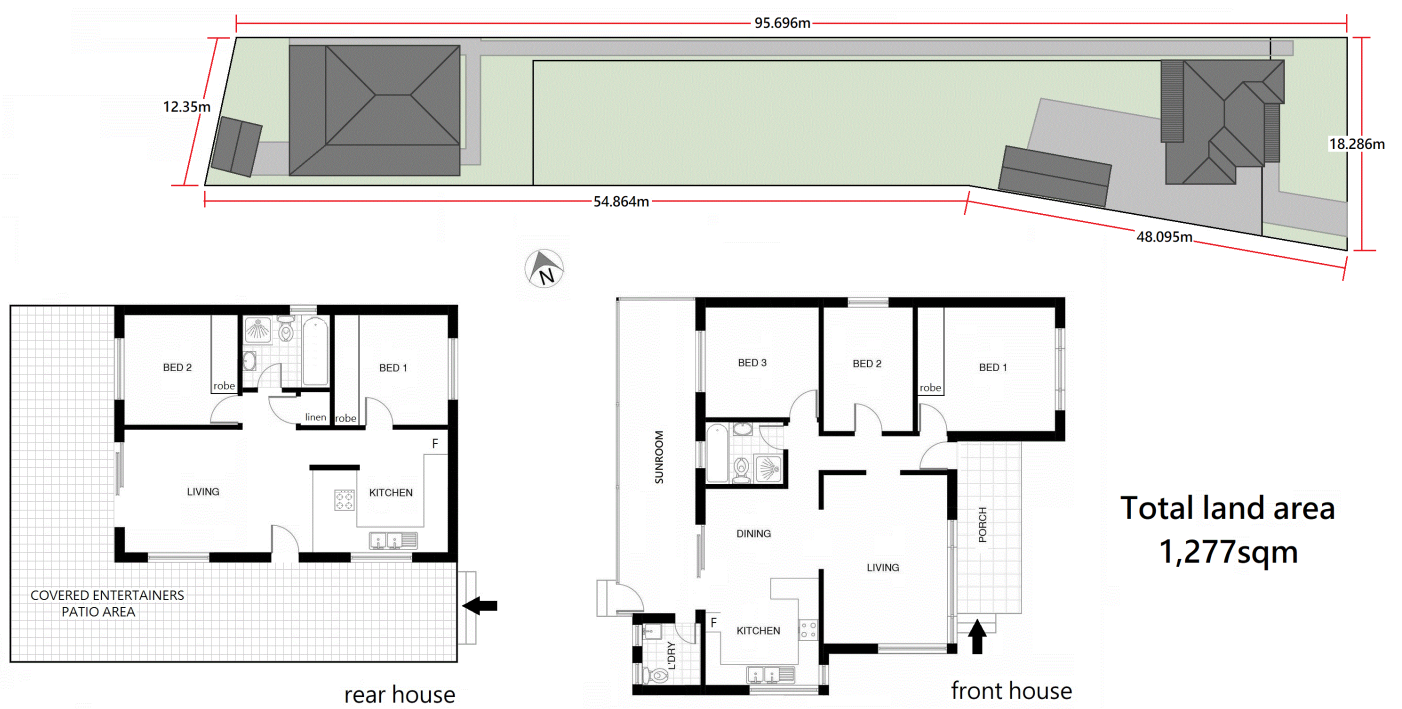 95.696m
12.35m
18.286m
54.864m
48.095m
N
BED 2
robe
linen
robe
BED 1
F
LIVING
KITCHEN
COVERED ENTERTAINERS
PATIO AREA
rear house
BED 3
BED 2
BED 1
robe
SUNROOM
DINING
LIVING
PORCH
F
KITCHEN
L'DRY
front house
Total land area
1,277sqm